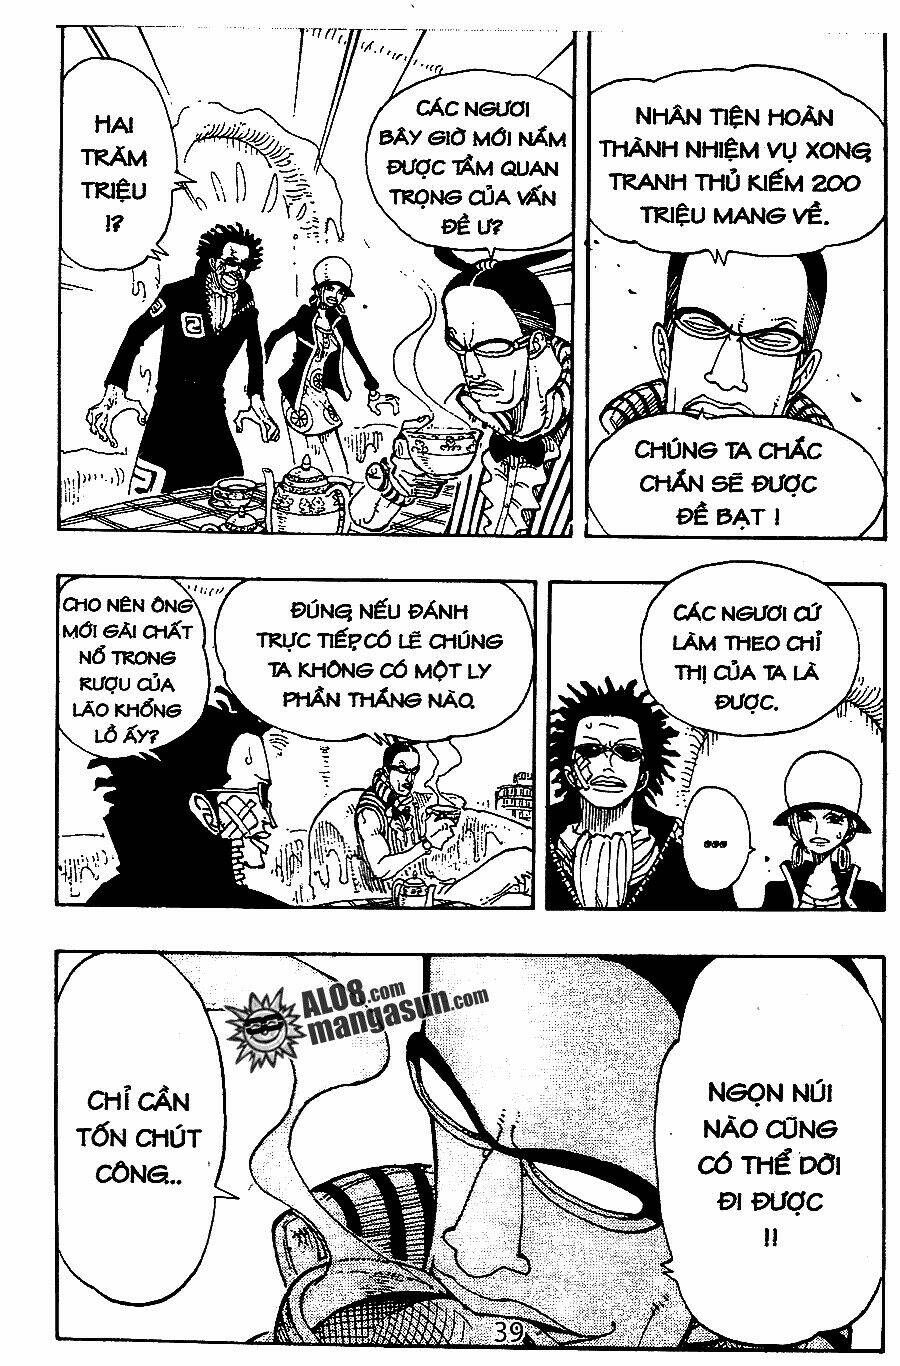 HAI
TRĂM
TRIỆU
!?
CÁC NGƯƠI
BÂY GIỜ MỚI NẮM
ĐƯỢC TẦM QUAN
TRỌNG CỦA VẤN
ĐỀ Ư?
NHÂN TIỆN HOÀN
THÀNH NHIỆM VỤ XONG,
TRANH THỦ KIẾM 200
TRIỆU MANG VỀ.
CHÚNG TA CHẮC
CHẮN SẼ ĐƯỢC
ĐỀ BẠT !
CHO NÊN ÔNG
MỚI GÀI CHẤT
NỔ TRONG
RƯỢU CỦA
LÃO KHỔNG
LỒ ẤY?
ĐÚNG, NẾU ĐÁNH
TRỰC TIẾP, CÓ LẼ CHÚNG
TA KHÔNG CÓ MỘT LY
PHẦN THẮNG NÀO.
CÁC NGƯƠI CỨ
LÀM THEO CHỈ
THỊ CỦA TA LÀ
ĐƯỢC.
...
CHỈ CẦN
TỐN CHÚT
CÔNG...
AL08.com
mangasun.com
NGỌN NÚI
NÀO CŨNG
CÓ THỂ DỜI
ĐI ĐƯỢC
!!
39